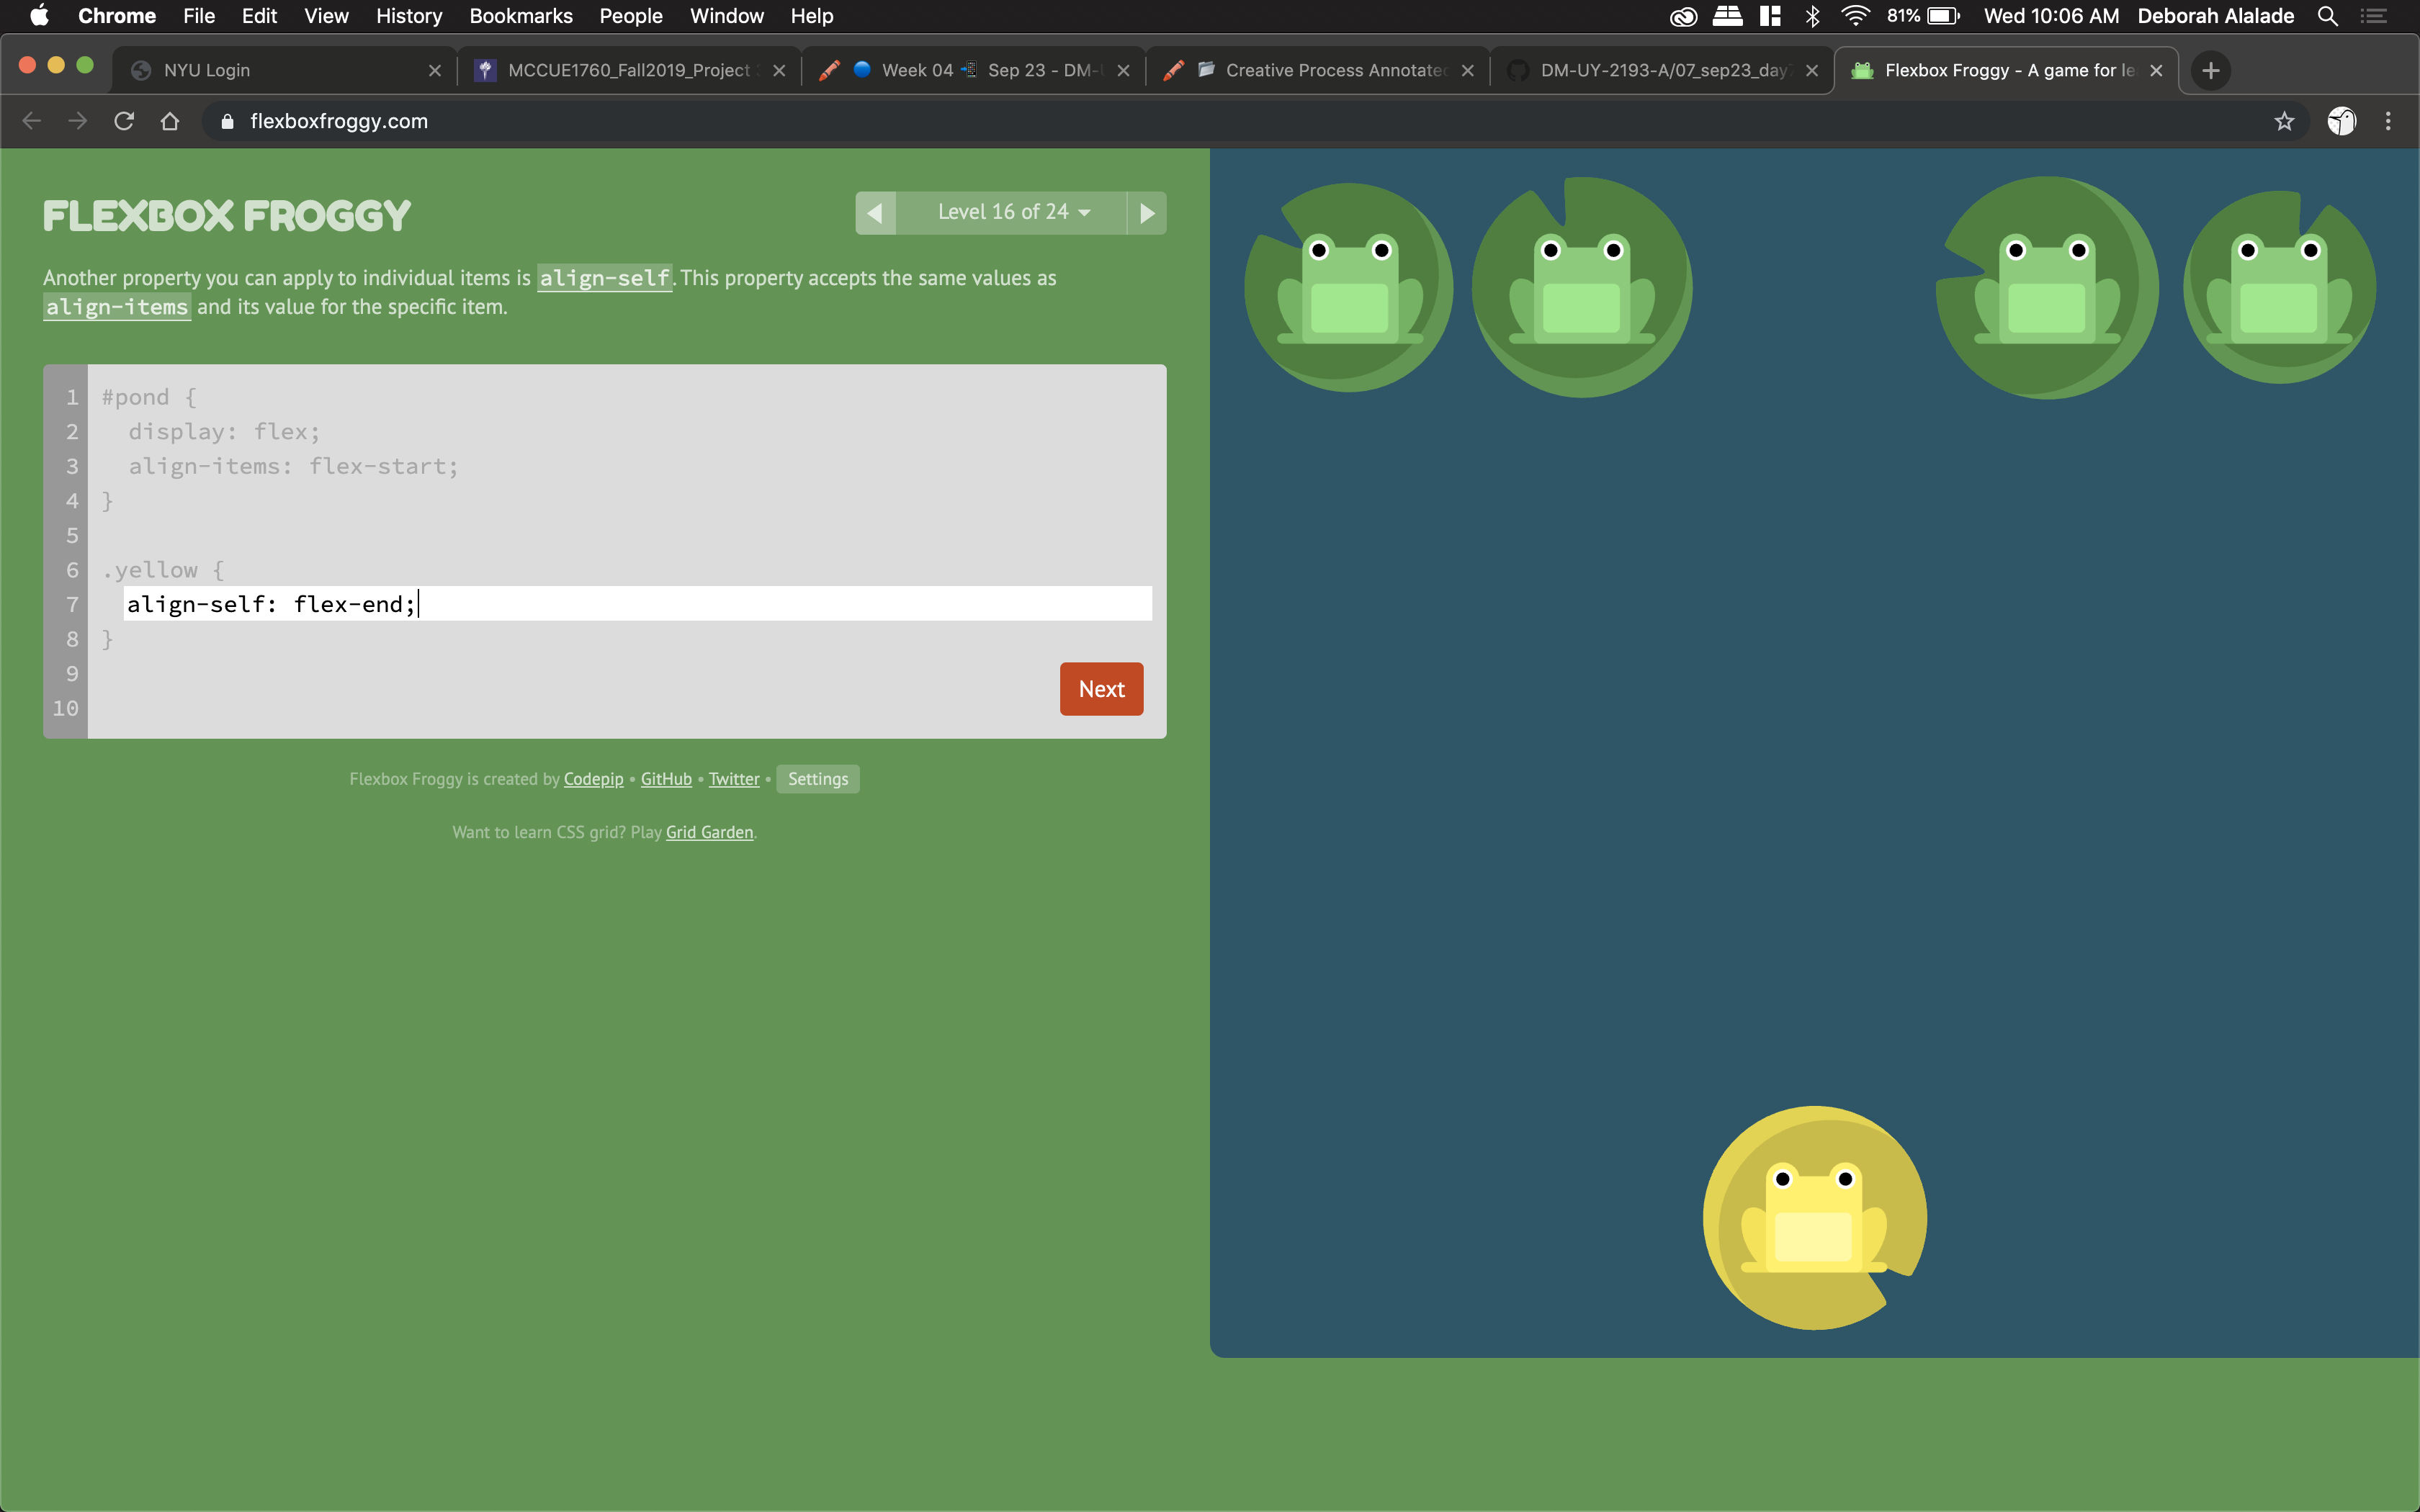 Chrome File Edit View History Bookmarks People Window Help 81% Wed 10:06 AM Deborah Alalade
NYU Login MCCUE1760_Fall2019_Project Week 04 Sep 23 - DM- Creative Process Annotated DM-UY-2193-A/07_sep23_day Flexbox Froggy - A game for le
flexboxfroggy.com
FLEXBOX FROGGY
Level 16 of 24
Another property you can apply to individual items is align-self. This property accepts the same values as
align-items and its value for the specific item.
1 #pond {
2 display: flex;
3 align-items: flex-start;
4 }
5
6 .yellow {
7 align-self: flex-end;
8 }
9
10
Next
Flexbox Froggy is created by Codepip • GitHub • Twitter • Settings
Want to learn CSS grid? Play Grid Garden.